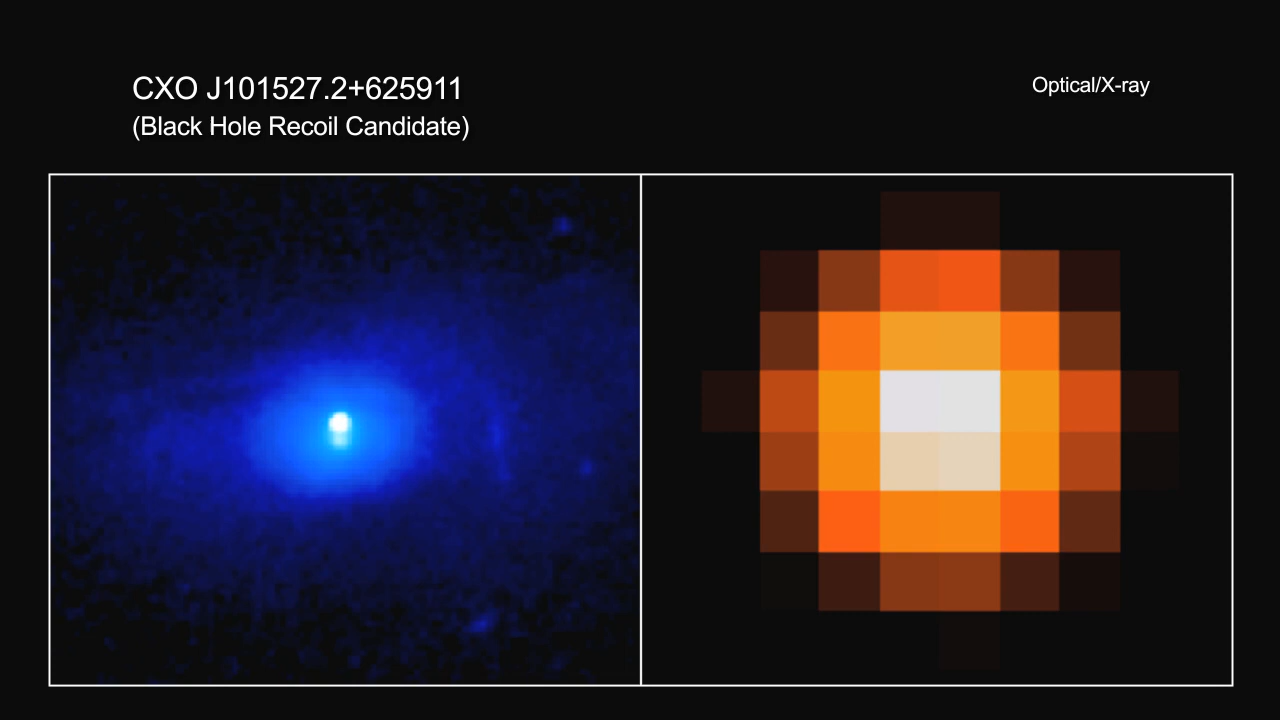 CXO J101527.2+625911
(Black Hole Recoil Candidate)
Optical/X-ray